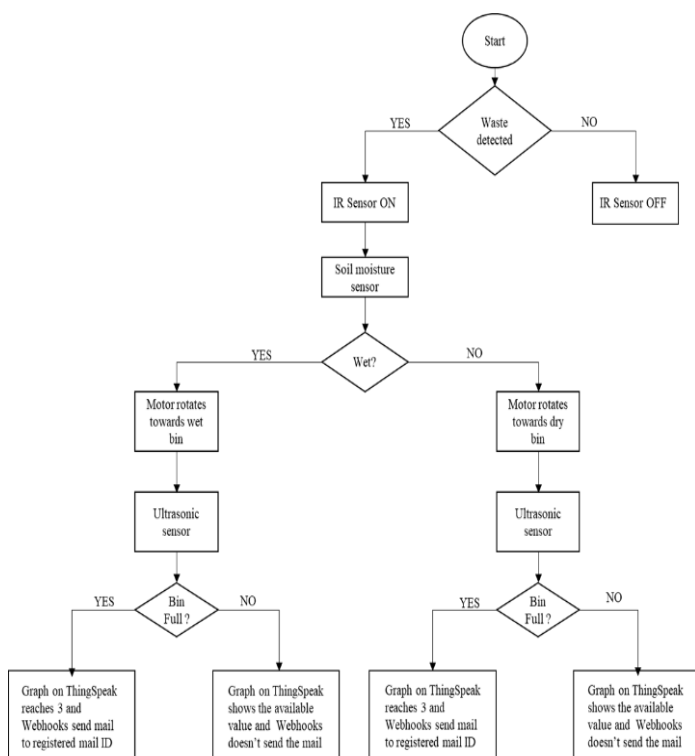 Start
Waste
detected
YES
NO
IR Sensor ON
IR Sensor OFF
Soil moisture
sensor
YES
Wet?
NO
Motor rotates
towards wet
bin
Motor rotates
towards dry
bin
Ultrasonic
sensor
Ultrasonic
sensor
YES
Bin
Full ?
NO
YES
Bin
Full ?
NO
Graph on ThingSpeak
reaches 3 and
Webhooks send mail
to registered mail ID
Graph on ThingSpeak
shows the available
value and Webhooks
doesn't send the mail
Graph on ThingSpeak
reaches 3 and
Webhooks send mail
to registered mail ID
Graph on ThingSpeak
shows the available
value and Webhooks
doesn't send the mail